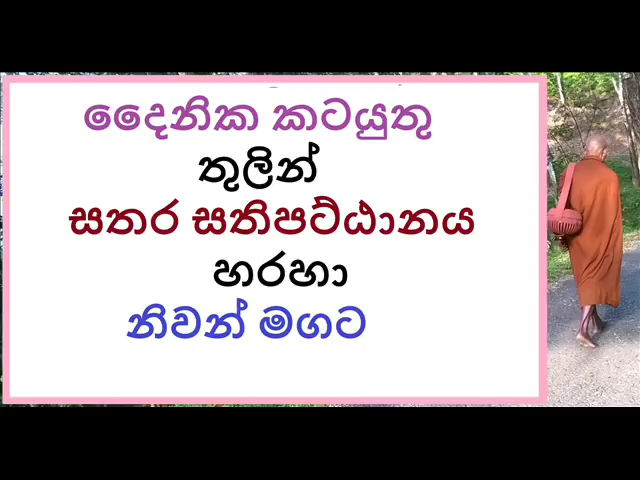 දෛනික කටයුතු
තුලින්
සතර සතිපට්ඨානය
හරහා
නිවන් මගට